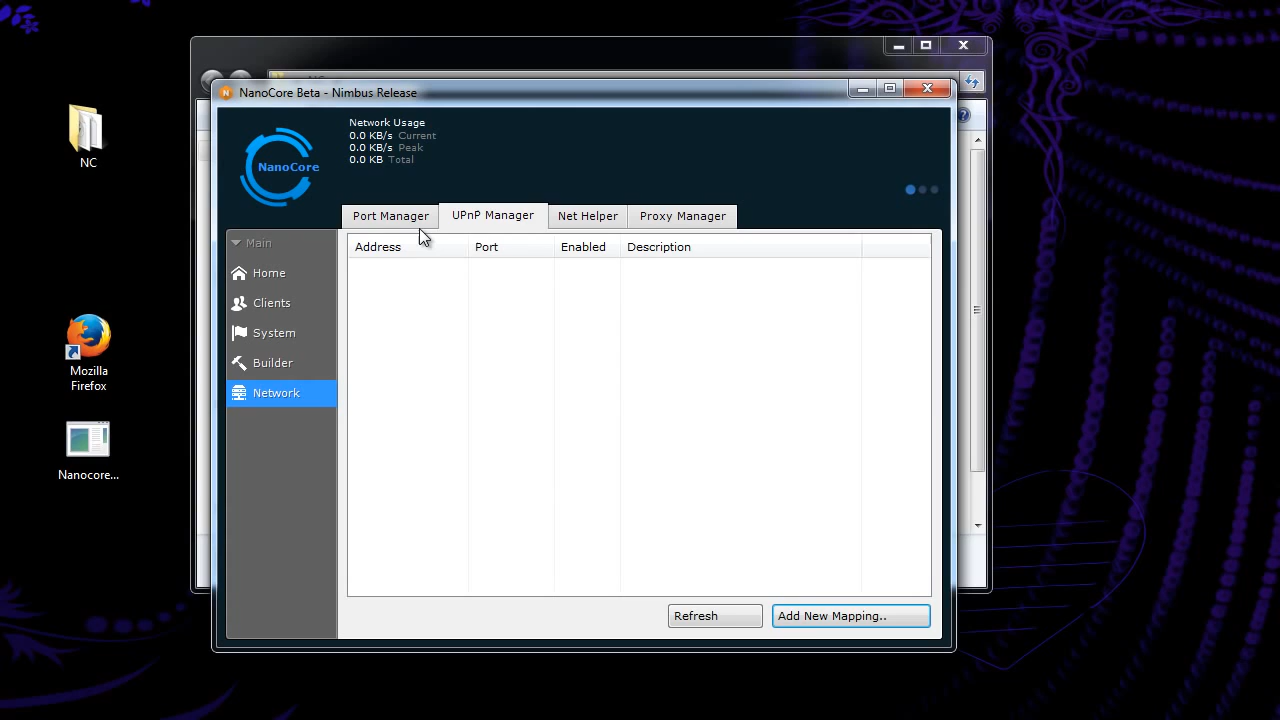 NC
NanoCore Beta - Nimbus Release
Network Usage
0.0 KB/s Current
0.0 KB/s Peak
0.0 KB Total
NanoCore
Port Manager
UPnP Manager
Net Helper
Proxy Manager
Main
Home
Clients
System
Builder
Network
Address
Port
Enabled
Description
Refresh
Add New Mapping..
Mozilla
Firefox
Nanocore...